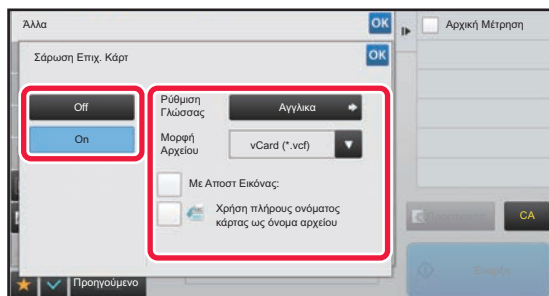 Άλλα
OK
Αρχική Μέτρηση
Σάρωση Επιχ. Κάρτ
OK
Off
On
Ρύθμιση
Γλώσσας
Αγγλικα
Μορφή
Αρχείου
vCard (*.vcf)
Με Αποστ Εικόνας:
Χρήση πλήρους ονόματος
κάρτας ως όνομα αρχείου
CA
Προηγούμενο